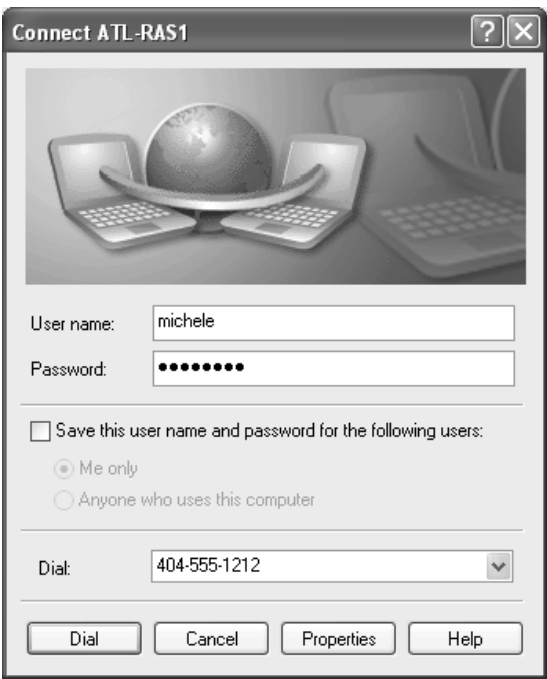 Connect ATL-RAS1
User name:
michele
Password:
••••••••
Save this user name and password for the following users:
Me only
Anyone who uses this computer
Dial:
404-555-1212
Dial
Cancel
Properties
Help